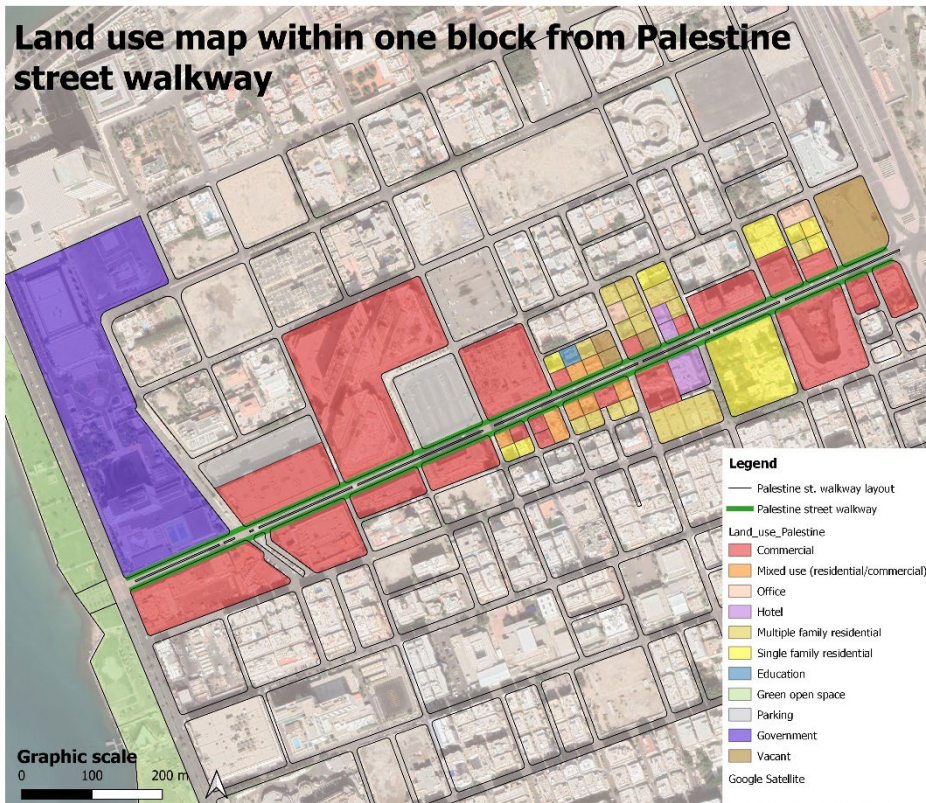 Land use map within one block from Palestine
street walkway
Legend
Palestine st. walkway layout
Palestine street walkway
Land_use_Palestine
Commercial
Mixed use (residential/commercial)
Office
Hotel
Multiple family residential
Single family residential
Education
Green open space
Parking
Government
Vacant
Google Satellite
Graphic scale
0 100 200 m